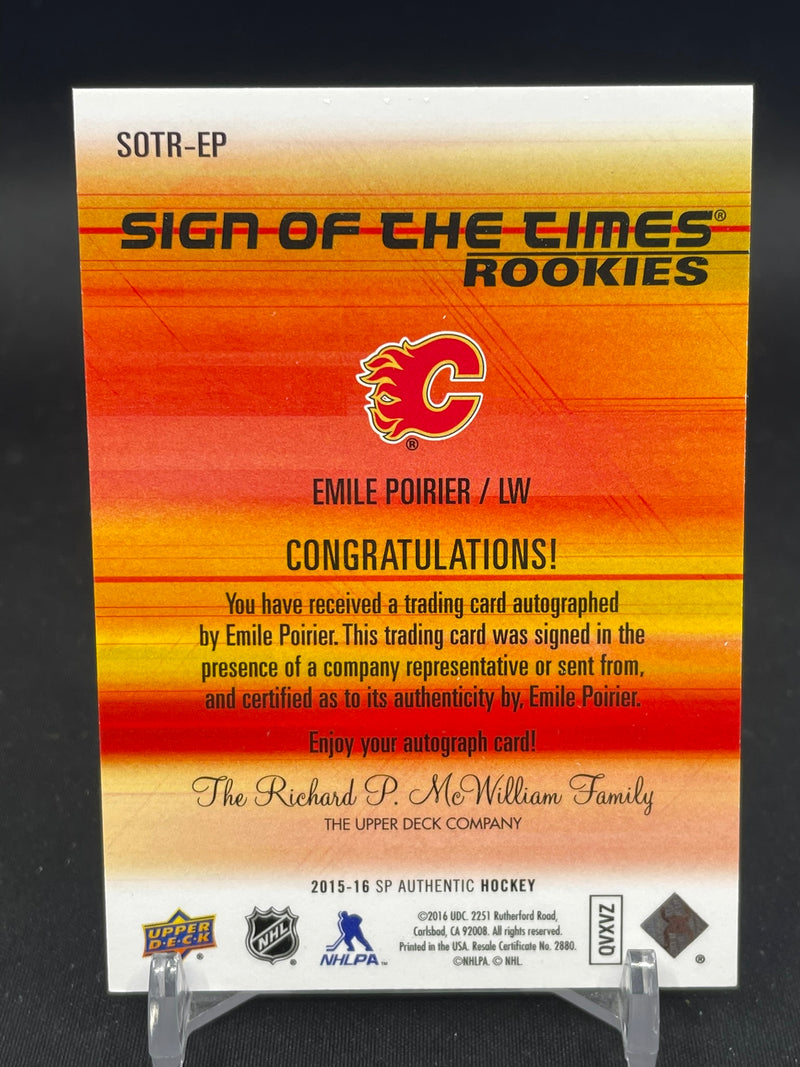 SOTR-EP
SIGN OF THE TIMES®
ROOKIES
C
®
EMILE POIRIER / LW
CONGRATULATIONS!
You have received a trading card autographed
by Emile Poirier. This trading card was signed in the
presence of a company representative or sent from,
and certified as to its authenticity by, Emile Poirier.
Enjoy your autograph card!
The Richard P. McWilliam Family
THE UPPER DECK COMPANY
2015-16 SP AUTHENTIC HOCKEY
UPPER D·E·C·K ®
NHL ®
NHLPA™
©2016 UDC. 2251 Rutherford Road,
Carlsbad, CA 92008. All rights reserved.
Printed in the USA. Resale Certificate No. 2880.
©NHLPA. © NHL.
QVXVZ
®